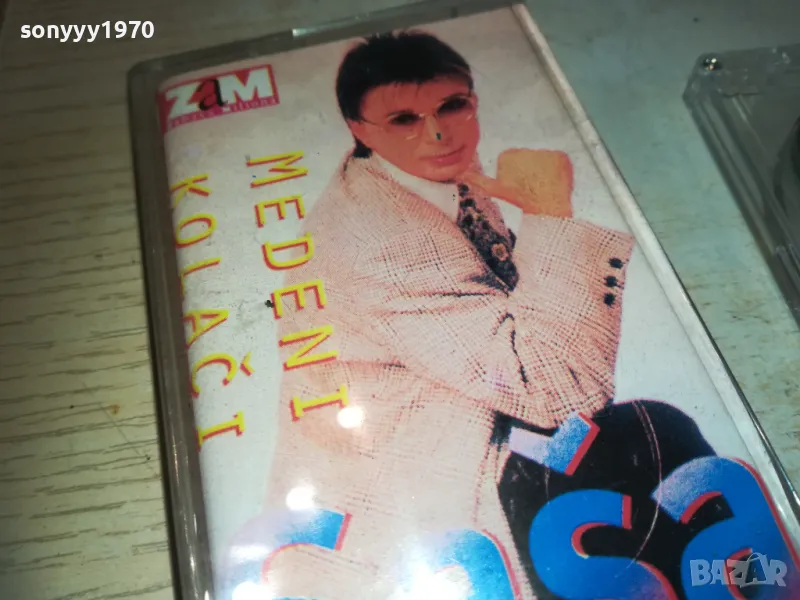 sonyyy1970
ZaM
MEDENI
KOLAČI
BAZAR